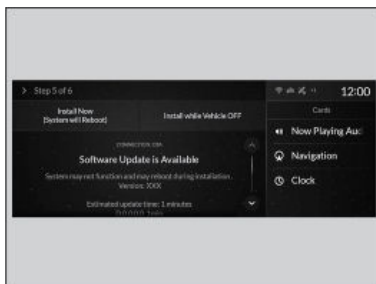 Step 5 of 6
12:00
Install Now
(System will Reboot)
Install while Vehicle OFF
Cards
Software Update is Available
System may not function and may reboot during installation.
Version: XXX
Estimated update time: 1 minutes
Now Playing Auc
Navigation
Clock